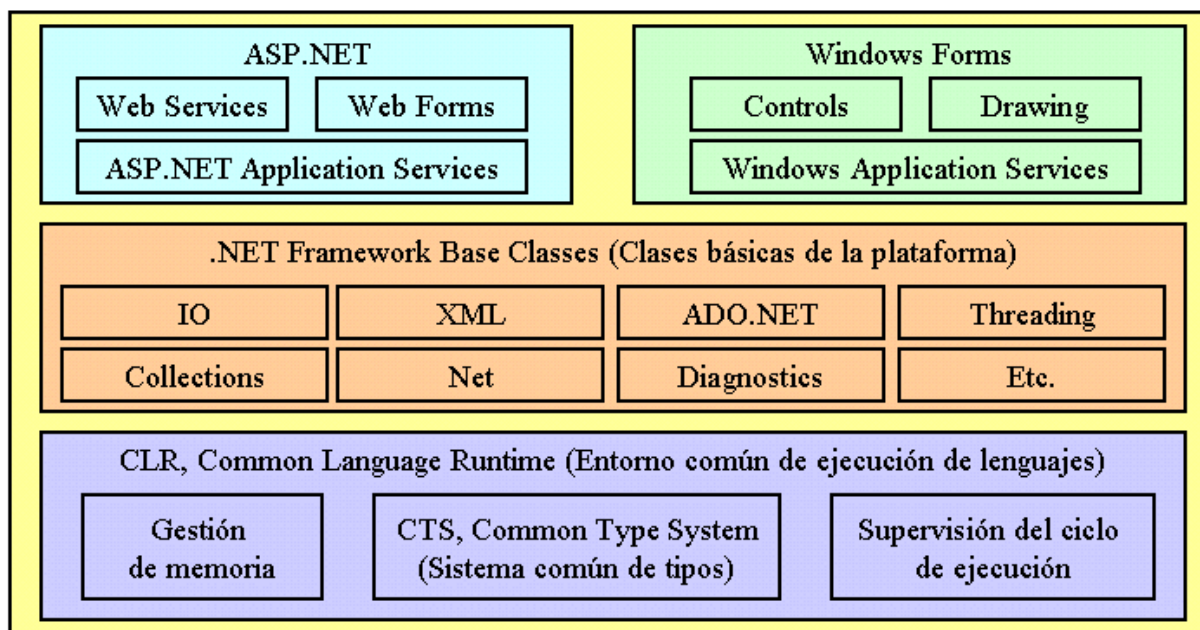 ASP.NET
Web Services
Web Forms
ASP.NET Application Services
Windows Forms
Controls
Drawing
Windows Application Services
.NET Framework Base Classes (Clases básicas de la plataforma)
IO
XML
ADO.NET
Threading
Collections
Net
Diagnostics
Etc.
CLR, Common Language Runtime (Entorno común de ejecución de lenguajes)
Gestión
de memoria
CTS, Common Type System
(Sistema común de tipos)
Supervisión del ciclo
de ejecución